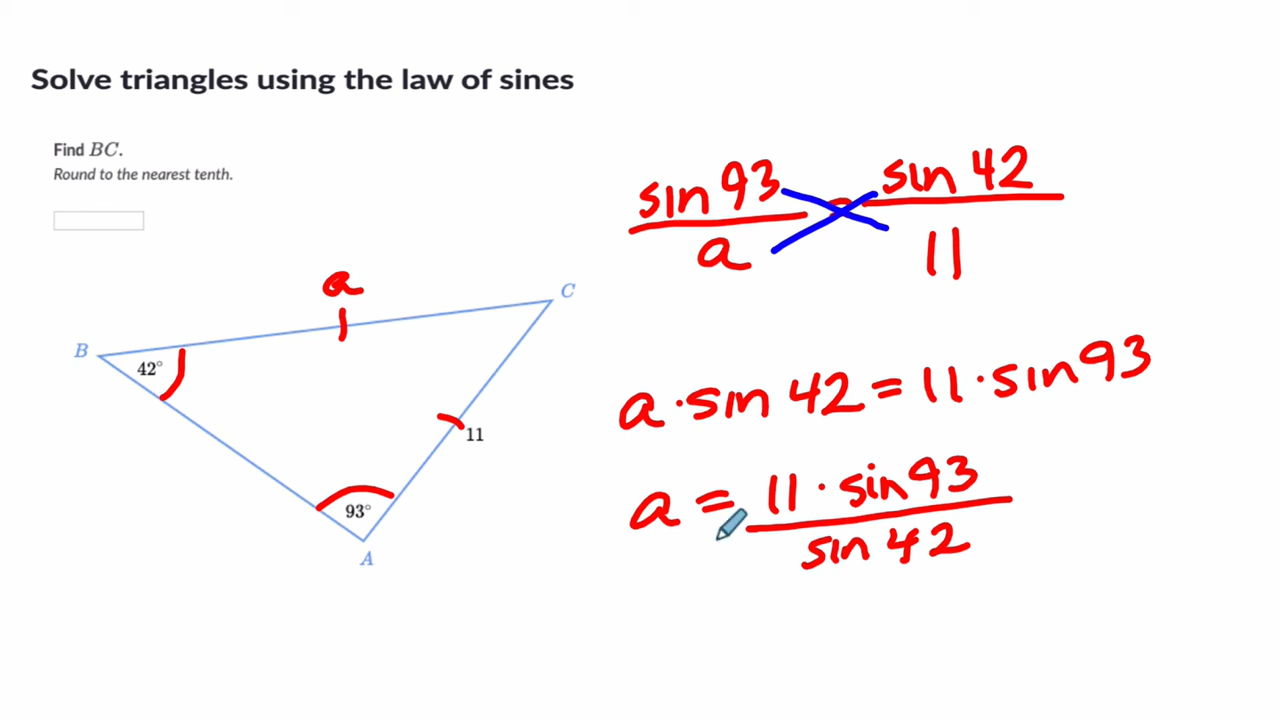 Solve triangles using the law of sines
Find BC.
Round to the nearest tenth.
sin 93
a
=
sin 42
11
a
C
B
42°
11
93°
A
a · sin 42 = 11 · sin 93
a = 11 · sin 93
sin 42